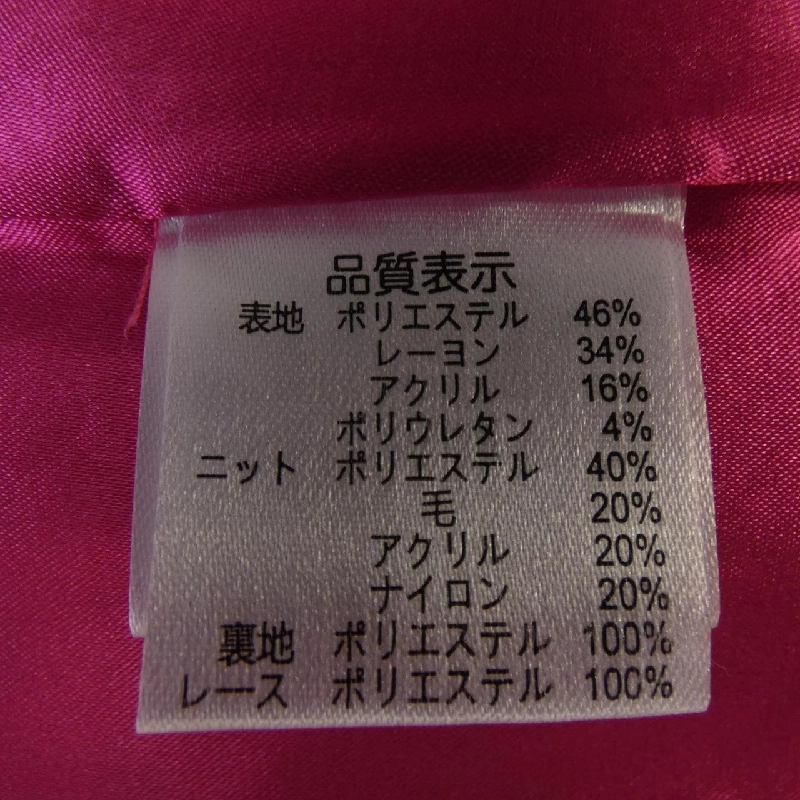 品質表示
表地 ポリエステル 46%
レーヨン 34%
アクリル 16%
ポリウレタン 4%
ニット ポリエステル 40%
毛 20%
アクリル 20%
ナイロン 20%
裏地 ポリエステル 100%
レース ポリエステル 100%